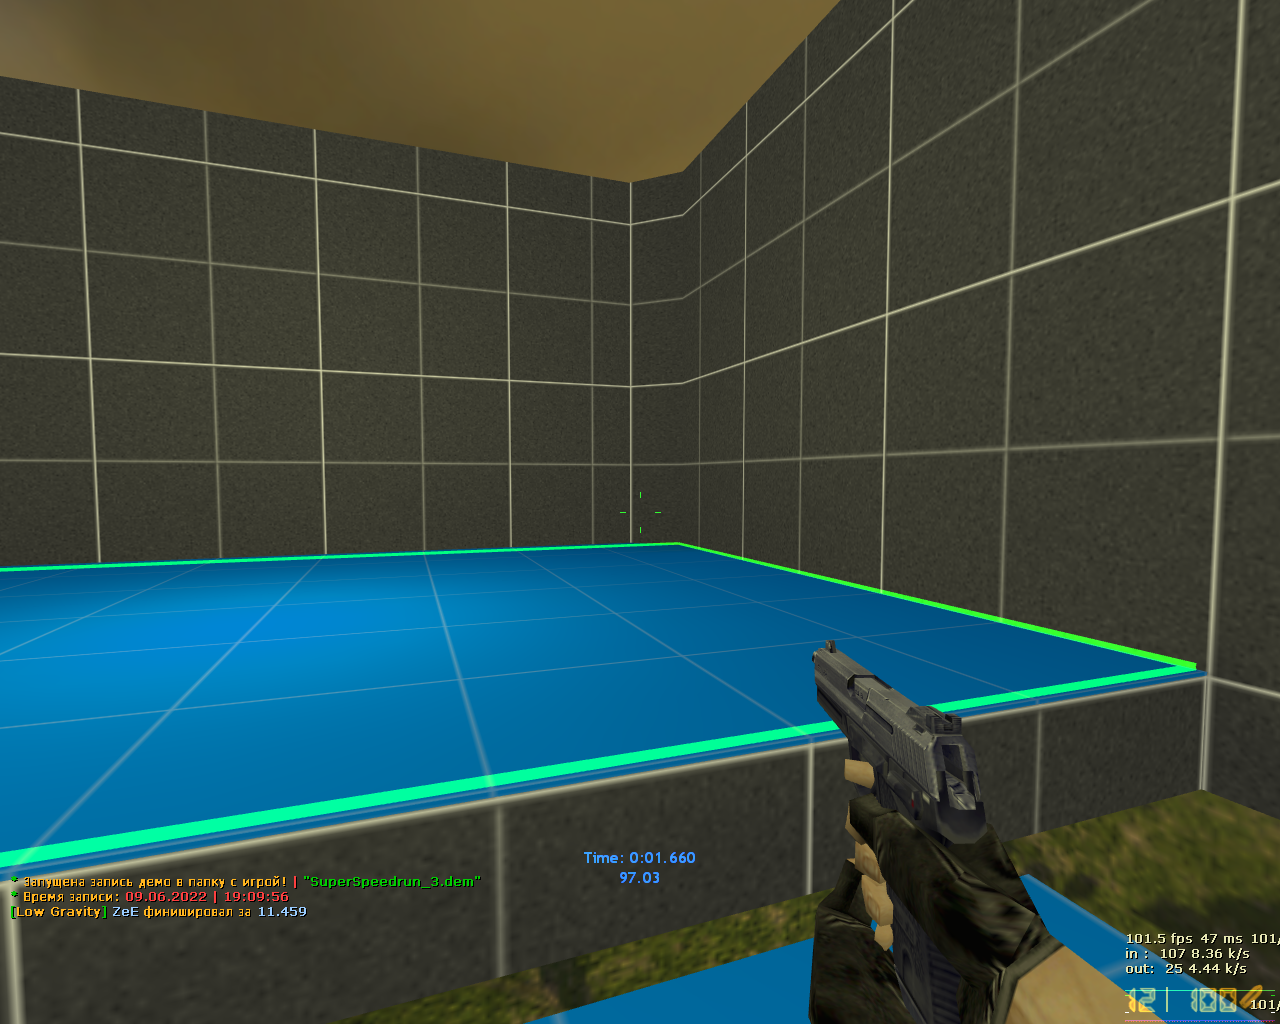 Time: 0:01.660
97.03
* Запущена запись демо в папку с игрой! | "SuperSpeedrun_3.dem"
* Время записи: 09.06.2022 | 19:09:56
[Low Gravity] ZeE финишировал за 11.459
101.5 fps 47 ms 101/
in : 107 8.36 k/s
out: 25 4.44 k/s
12 | 100 101/